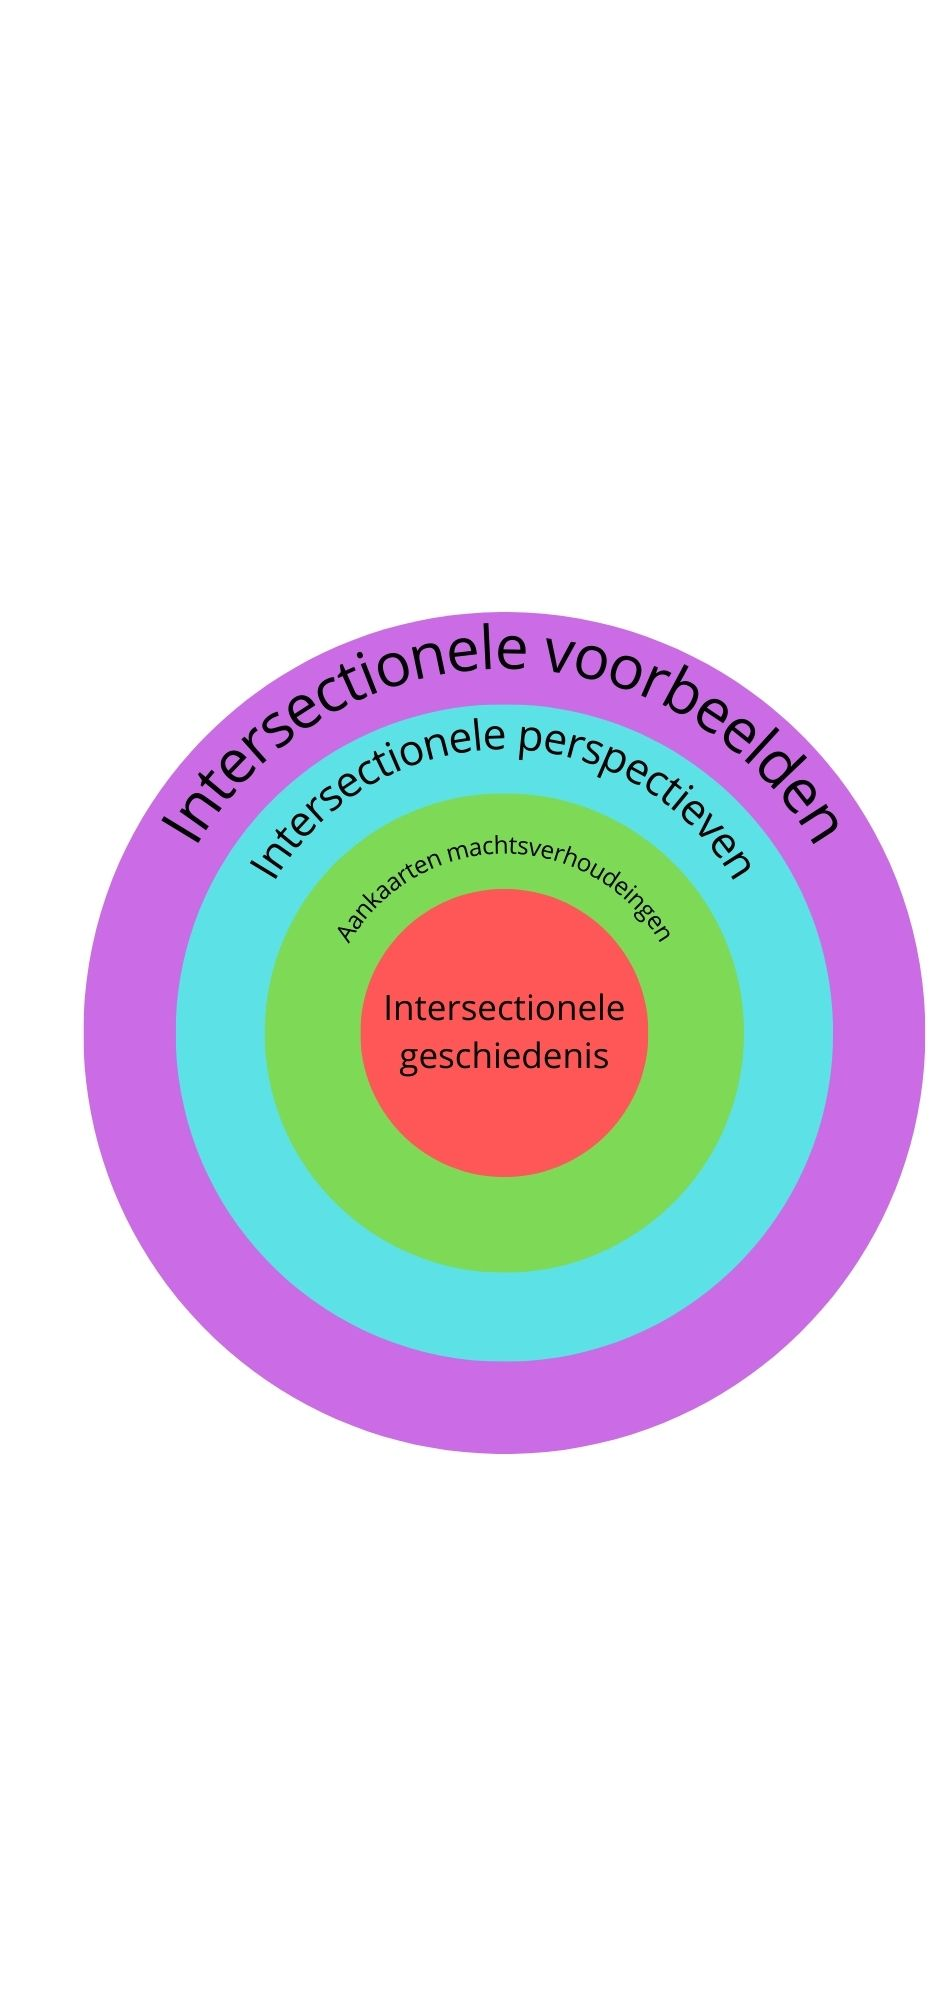 Intersectionele voorbeelden
Intersectionele perspectieven
Aankaarten machtsverhoudeingen
Intersectionele
geschiedenis